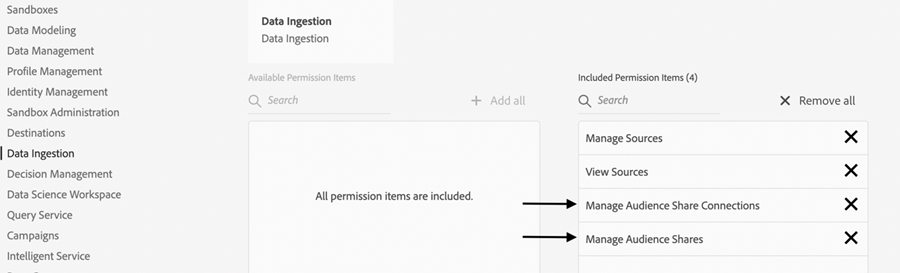 Sandboxes
Data Modeling
Data Management
Profile Management
Identity Management
Sandbox Administration
Destinations
Data Ingestion
Decision Management
Data Science Workspace
Query Service
Campaigns
Intelligent Service
Data Ingestion
Data Ingestion
Available Permission Items
Search
Add all
All permission items are included.
Included Permission Items (4)
Search
Remove all
Manage Sources
View Sources
Manage Audience Share Connections
Manage Audience Shares